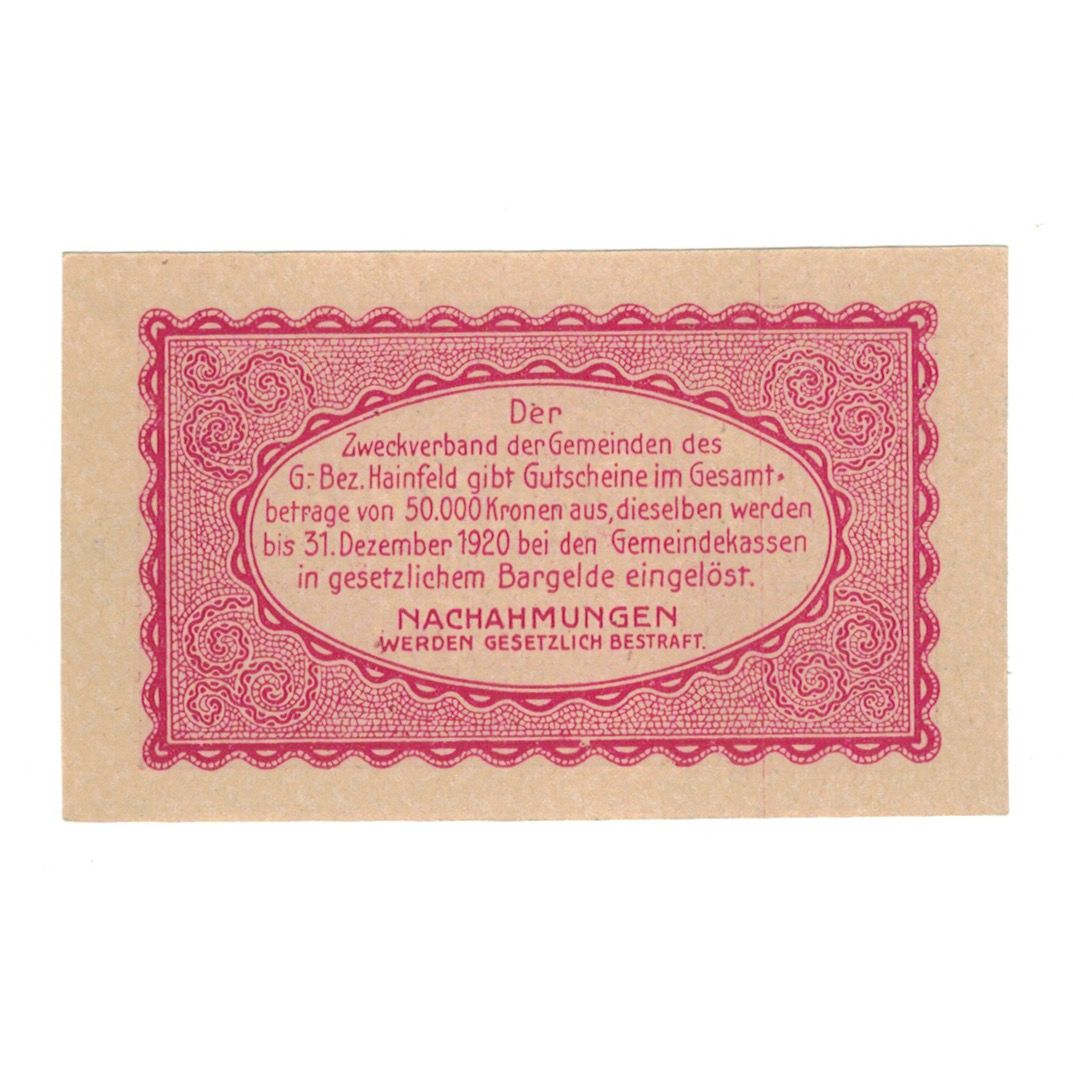 Der
Zweckverband der Gemeinden des
G.-Bez. Hainfeld gibt Gutscheine im Gesamt-
betrage von 50.000 Kronen aus, dieselben werden
bis 31. Dezember 1920 bei den Gemeindekassen
in gesetzlichem Bargelde eingelöst.
NACHAHMUNGEN
WERDEN GESETZLICH BESTRAFT.